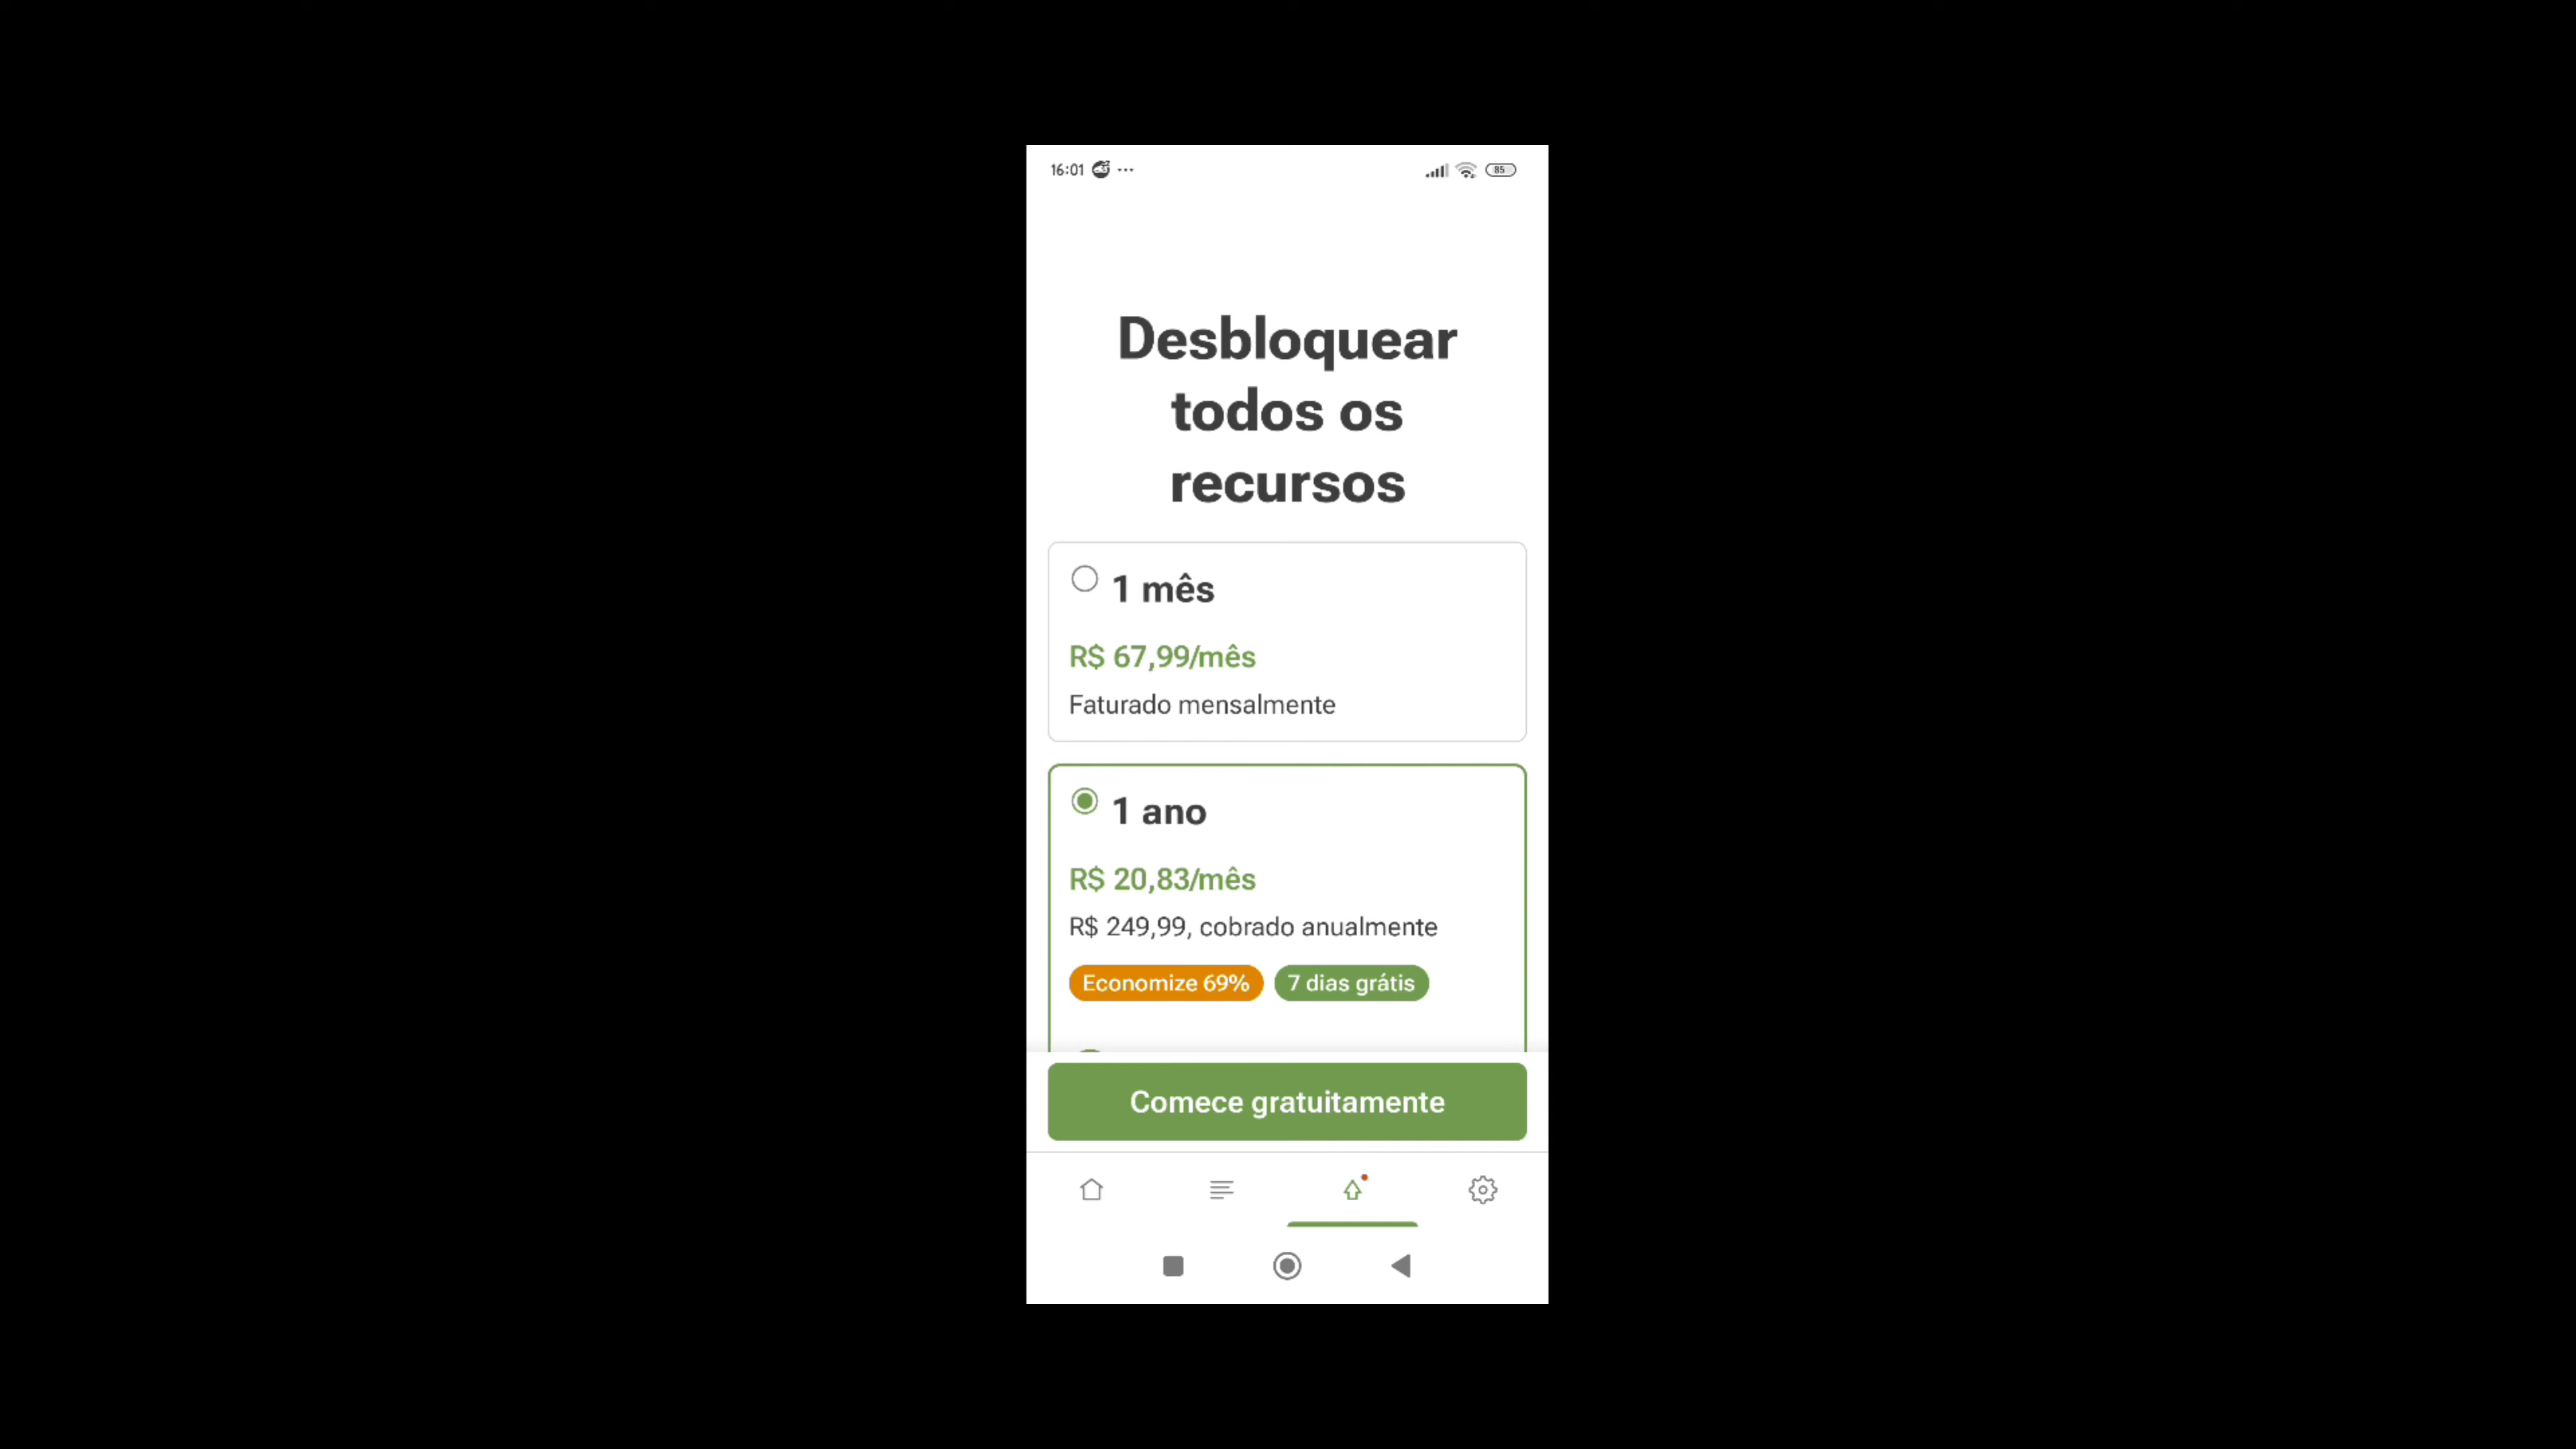 16:01
85
Desbloquear
todos os
recursos
1 mês
R$ 67,99/mês
Faturado mensalmente
1 ano
R$ 20,83/mês
R$ 249,99, cobrado anualmente
Economize 69% 7 dias grátis
Comece gratuitamente